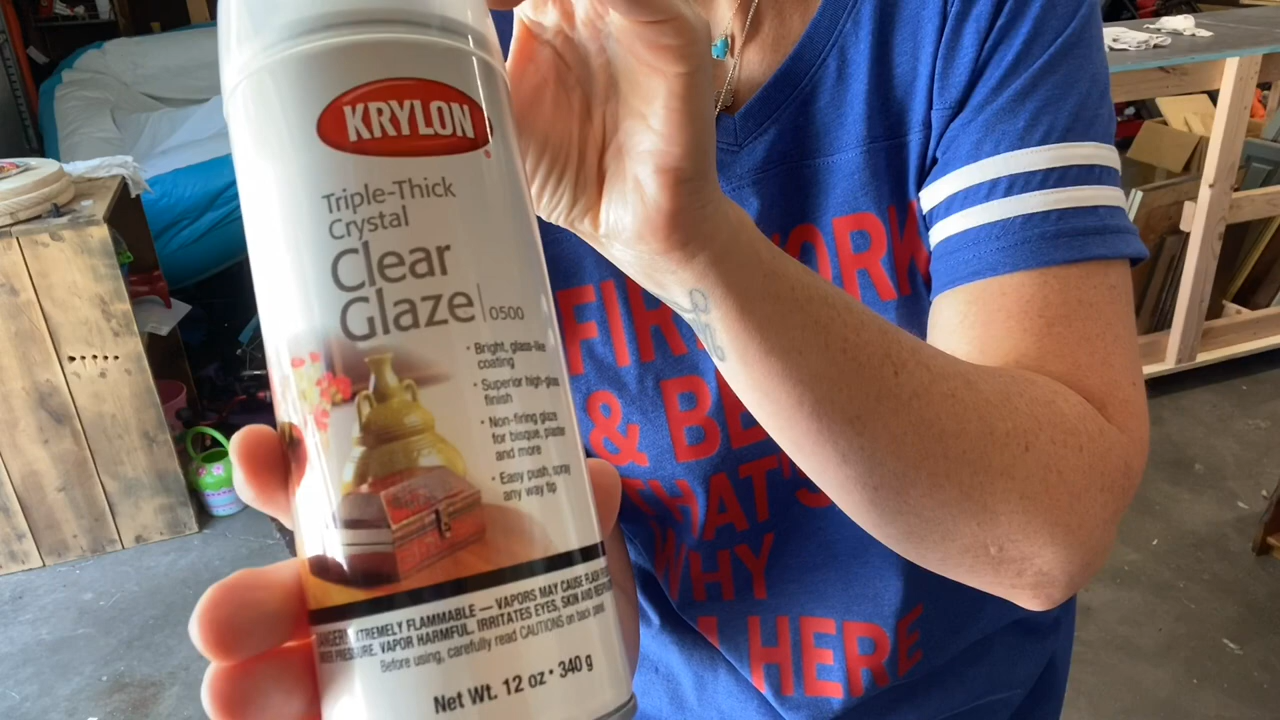 KRYLON
Triple-Thick
Crystal
Clear
Glaze 0500
• Bright, glass-like
coating
• Superior high-gloss
finish
• Non-firing glaze
for bisque, plaster
and more
• Easy push, spray
any way tip
EXTREMELY FLAMMABLE — VAPORS MAY CAUSE FLASH
PRESSURE. VAPOR HARMFUL. IRRITATES EYES, SKIN AND
Before using, carefully read CAUTIONS on back panel.
Net Wt. 12 oz • 340 g
& BE
THAT'S
WHY
HERE